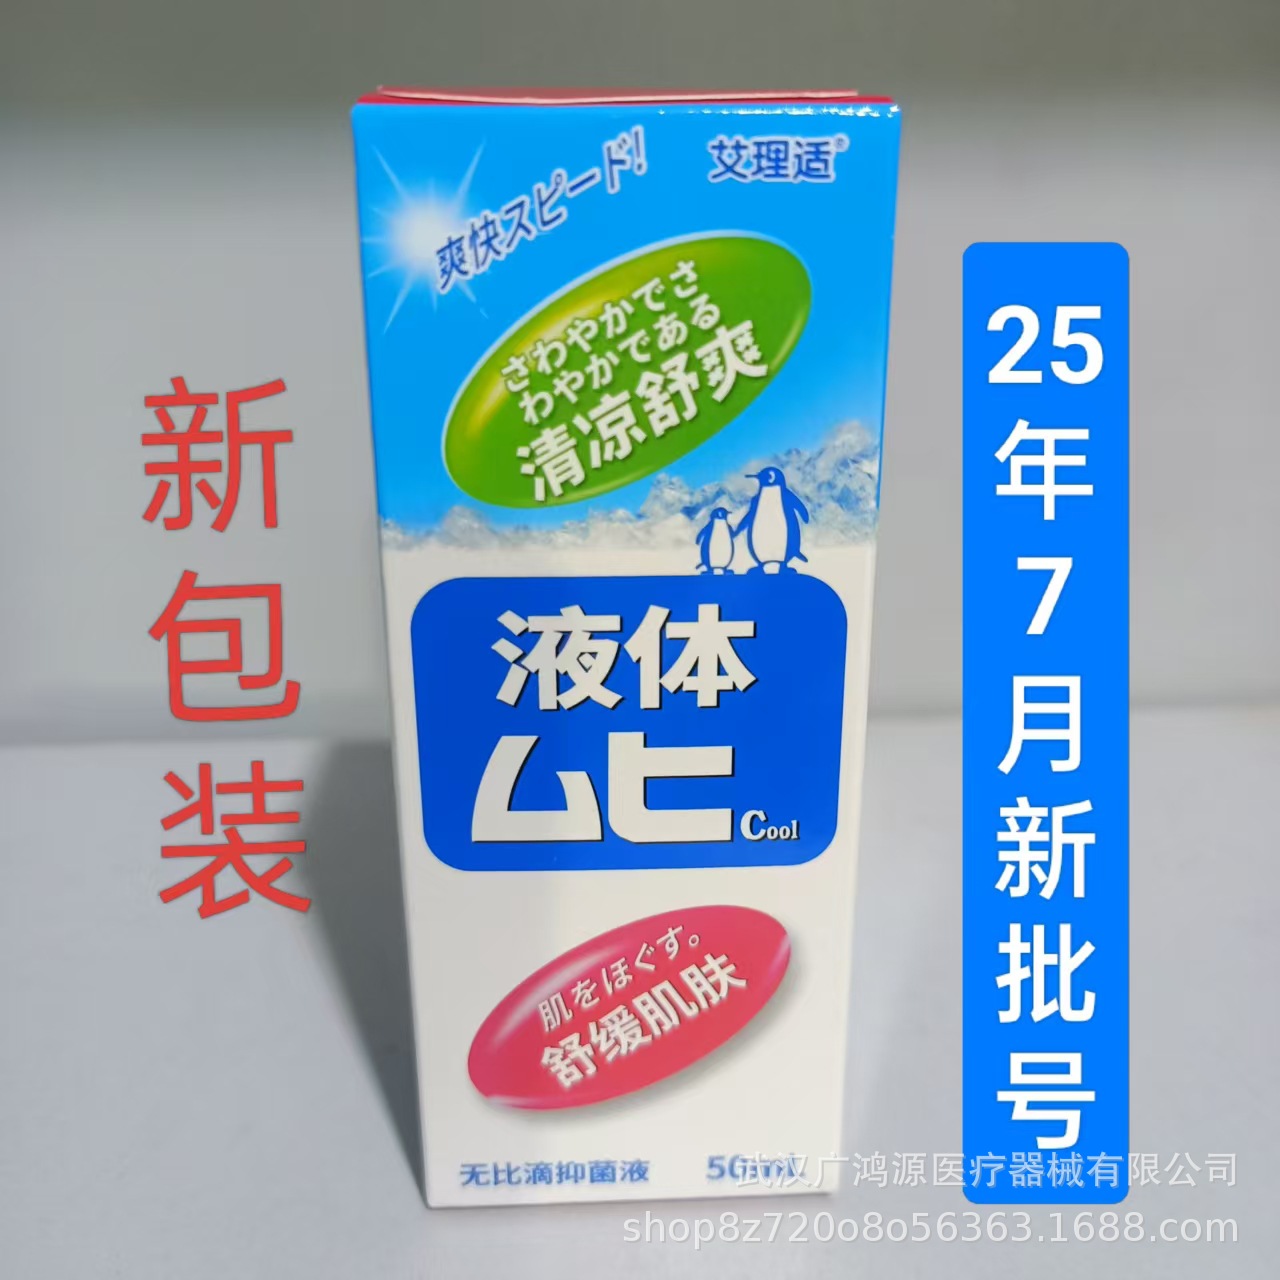 艾理适®
爽快スピード!
さわやかでさ
わやかである
清凉舒爽
液体
ムヒ
Cool
肌をほぐす。
舒缓肌肤
无比滴抑菌液
50mL
新包装
25年7月新批号
武汉广鸿源医疗器械有限公司
shop8z720o8o56363.1688.com